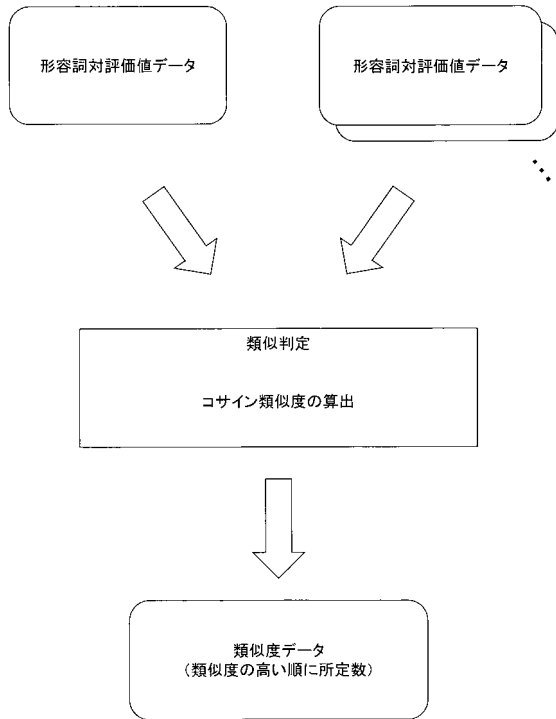 形容詞対評価値データ
形容詞対評価値データ
類似判定
コサイン類似度の算出
類似度データ
(類似度の高い順に所定数)